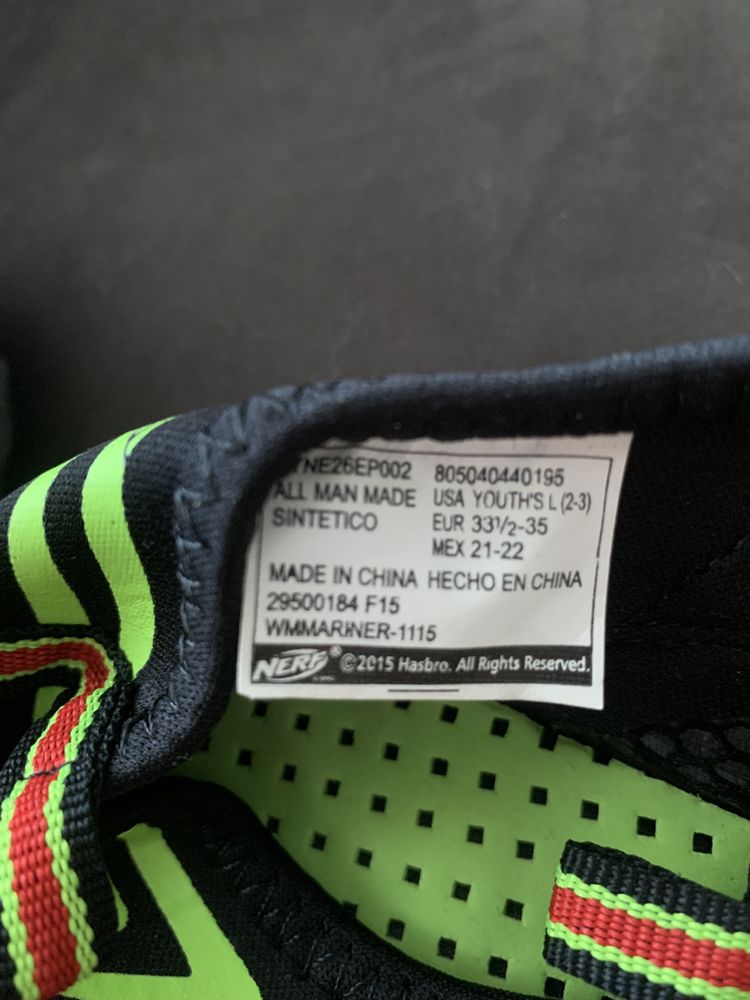 805040440195
ALL MAN MADE USA YOUTH'S L (2-3)
SINTETICO EUR 33½-35
MEX 21-22
MADE IN CHINA HECHO EN CHINA
29500184 F15
WMMARINER-1115
NERF® ©2015 Hasbro. All Rights Reserved.